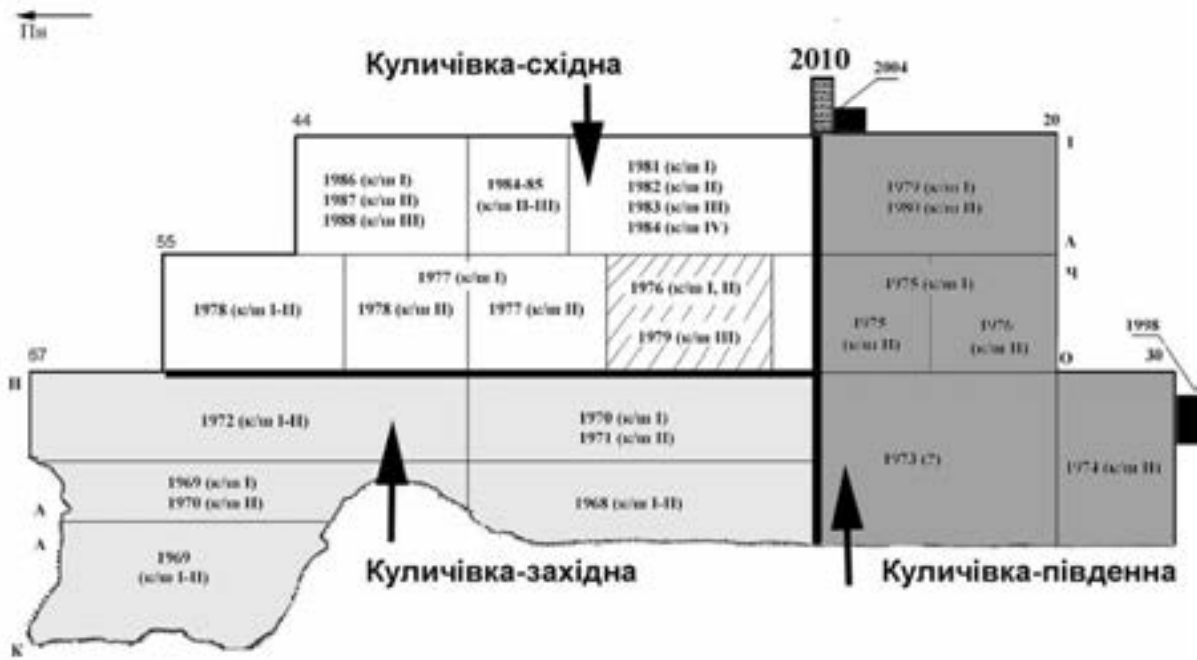 Пн
Куличівка-східна
2010
2004
44
20
І
1986 (к/ш I)
1987 (к/ш II)
1988 (к/ш III)
1984-85
(к/ш II-III)
1981 (к/ш I)
1982 (к/ш II)
1983 (к/ш III)
1984 (к/ш IV)
1979 (к/ш I)
1980 (к/ш II)
55
А
Ч
1977 (к/ш I)
1978 (к/ш I-II)
1978 (к/ш II)
1977 (к/ш II)
1976 (к/ш I, II)
1979 (к/ш III)
1975 (к/ш I)
1975
(к/ш II)
1976
(к/ш II)
1998
67
О
30
Н
1972 (к/ш I-II)
1970 (к/ш I)
1971 (к/ш II)
1973 (?)
1974 (к/ш II)
1969 (к/ш I)
1970 (к/ш II)
1968 (к/ш I-II)
А
А
1969
(к/ш I-II)
Куличівка-західна
Куличівка-південна
К